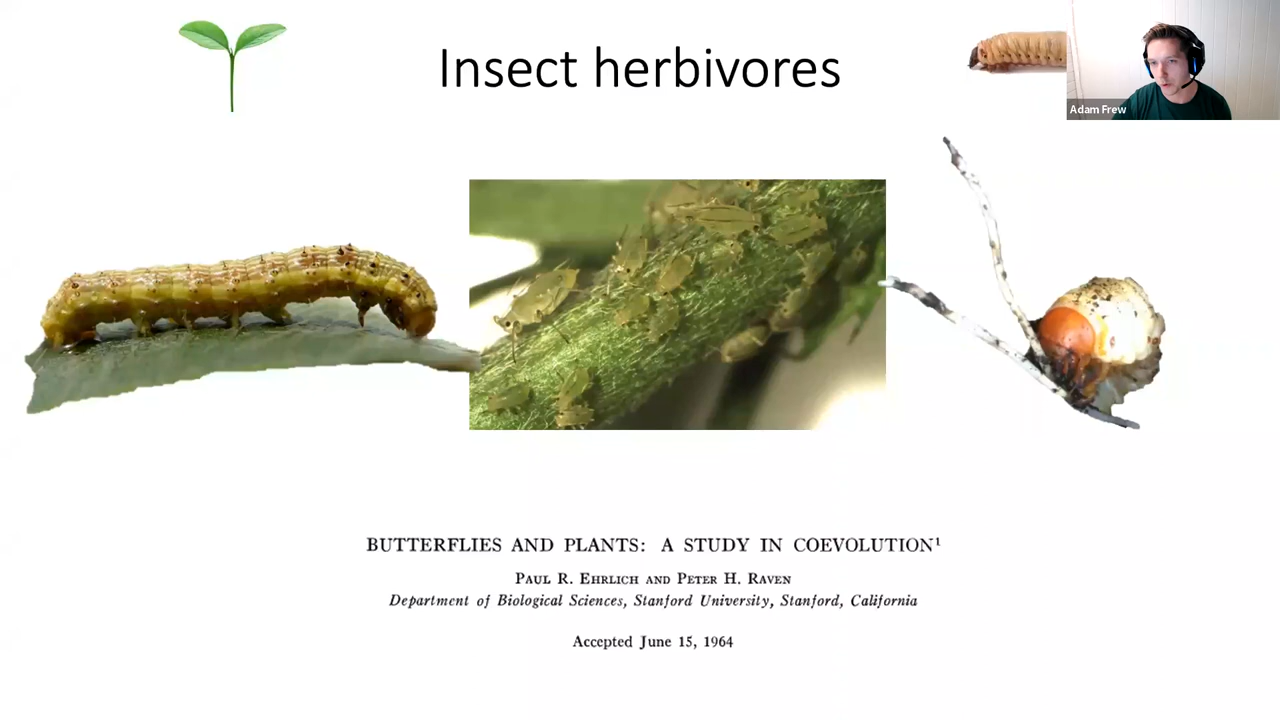 Insect herbivores
Adam Frew
BUTTERFLIES AND PLANTS: A STUDY IN COEVOLUTION¹
PAUL R. EHRLICH AND PETER H. RAVEN
Department of Biological Sciences, Stanford University, Stanford, California
Accepted June 15, 1964